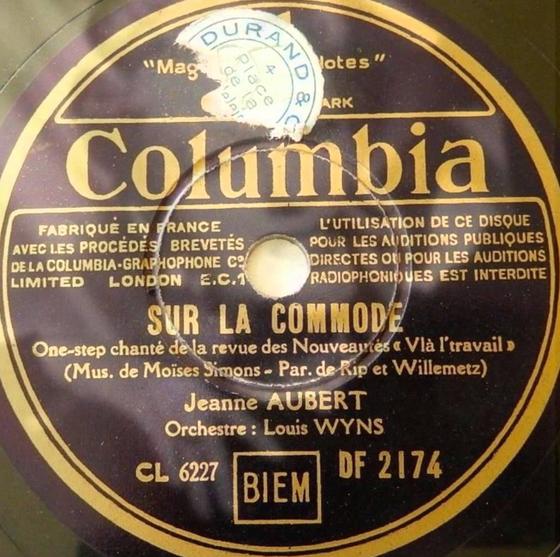 DURAND & C
4
Place
de la
"Mag
Notes"
ARK
Columbia
FABRIQUÉ EN FRANCE
AVEC LES PROCÉDÉS BREVETÉS
DE LA COLUMBIA-GRAPHOPHONE Cº
LIMITED LONDON E.C.1
L'UTILISATION DE CE DISQUE
POUR LES AUDITIONS PUBLIQUES
DIRECTES OU POUR LES AUDITIONS
RADIOPHONIQUES EST INTERDITE
SUR LA COMMODE
One-step chanté de la revue des Nouveautés « Vlà l'travail »
(Mus. de Moïses Simons - Par. de Rip et Willemetz)
Jeanne AUBERT
Orchestre : Louis WYNS
CL 6227
BIEM
DF 2174